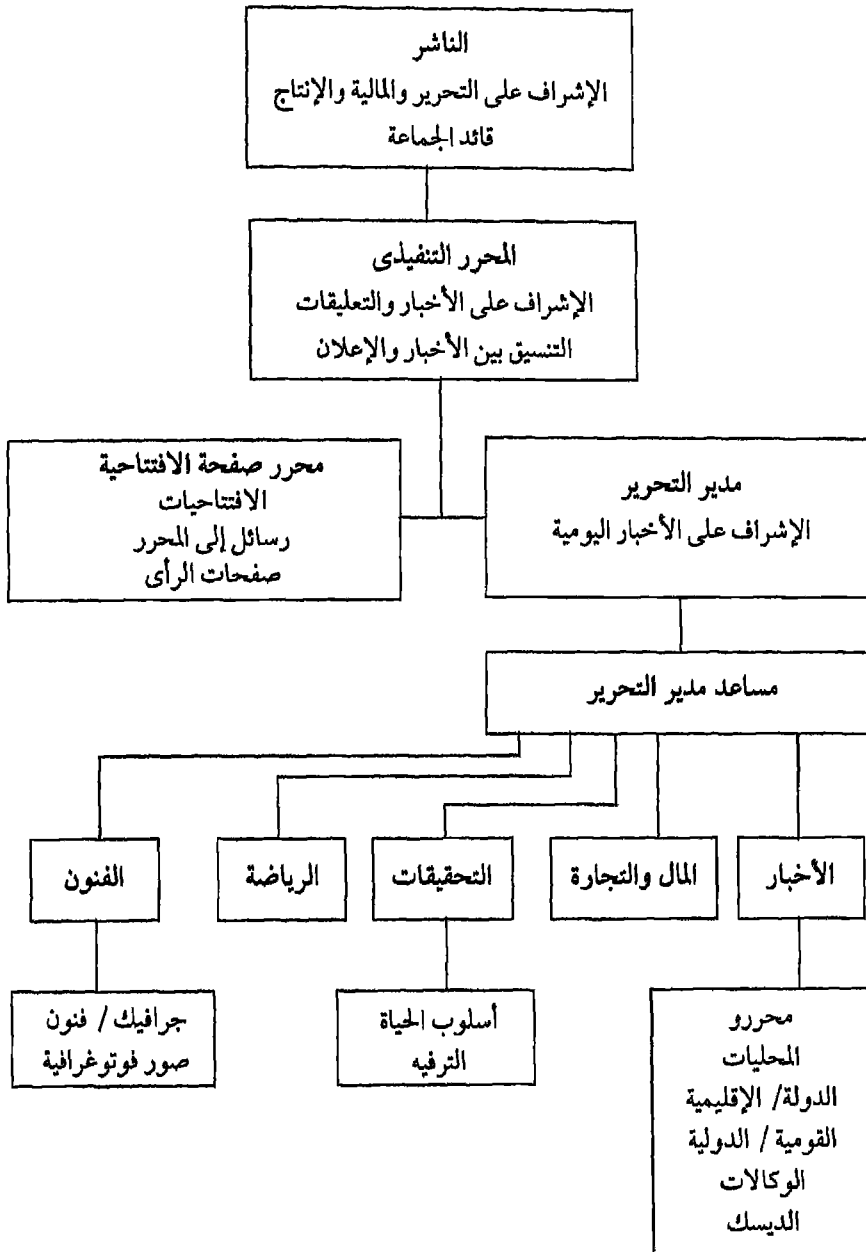 الناشر
الإشراف على التحرير والمالية والإنتاج
قائد الجماعة
المحرر التنفيذى
الإشراف على الأخبار والتعليقات
التنسيق بين الأخبار والإعلان
مدير التحرير
الإشراف على الأخبار اليومية
محرر صفحة الافتتاحية
الافتتاحيات
رسائل إلى المحرر
صفحات الرأى
مساعد مدير التحرير
الأخبار
المال والتجارة
التحقيقات
الرياضة
الفنون
محررو
المحليات
الدولة/ الإقليمية
القومية / الدولية
الوكالات
الديسك
أسلوب الحياة
الترفيه
جرافيك / فنون
صور فوتوغرافية